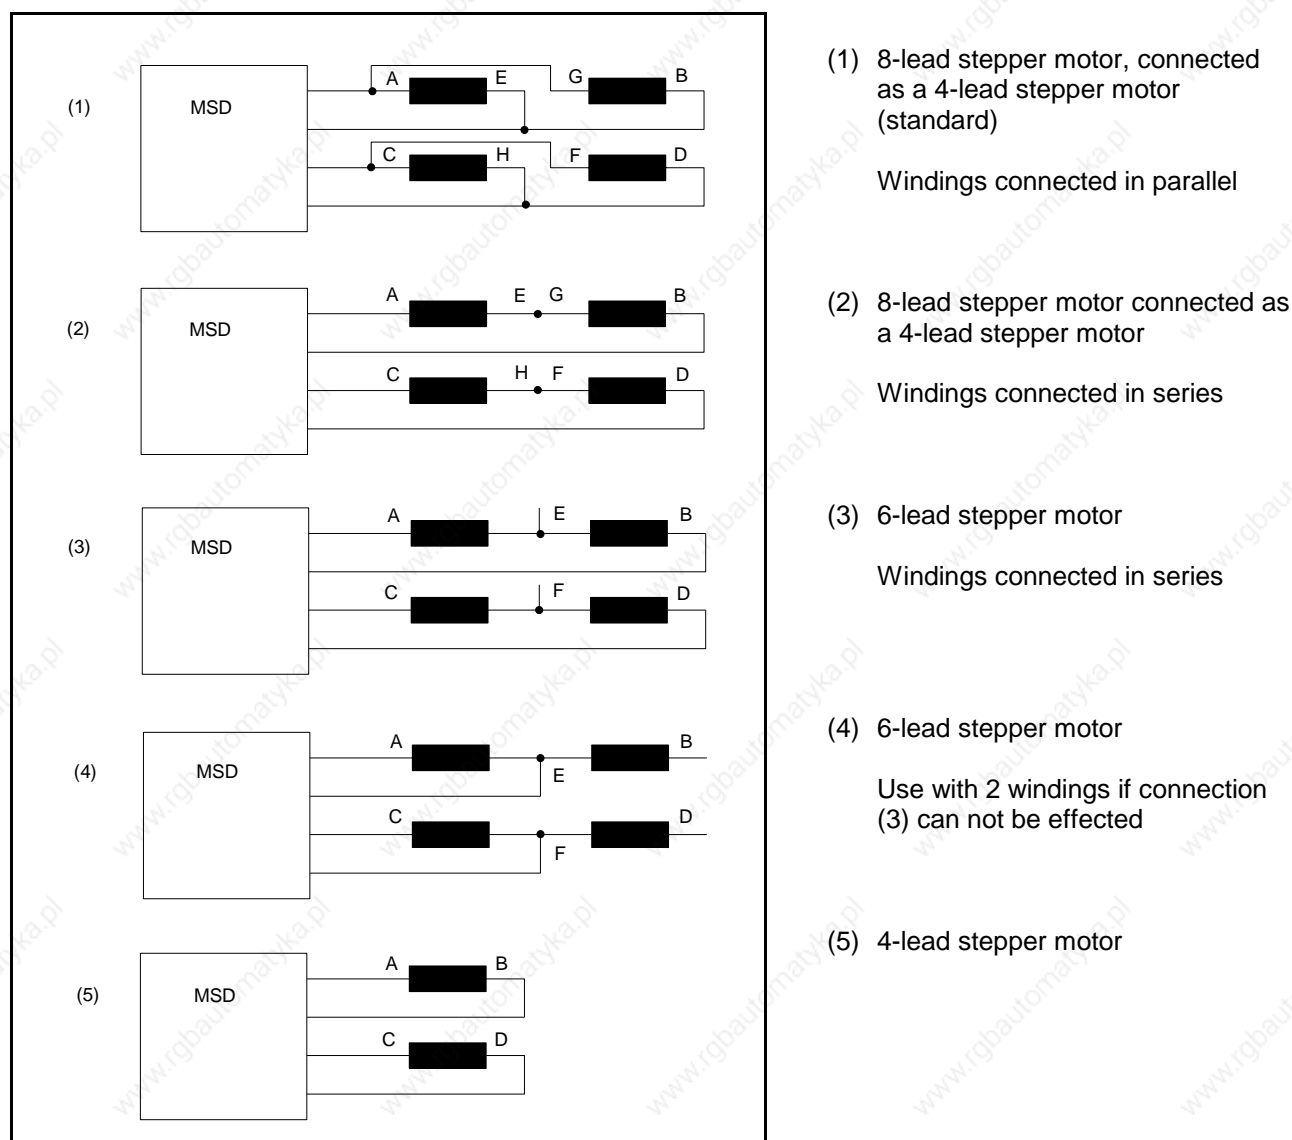 A E G B
(1) MSD
C H F D
A E G B
(2) MSD
C H F D
A E B
(3) MSD
C F D
A B
(4) MSD E
C D
F
A B
(5) MSD
C D
(1) 8-lead stepper motor, connected
as a 4-lead stepper motor
(standard)
Windings connected in parallel
(2) 8-lead stepper motor connected as
a 4-lead stepper motor
Windings connected in series
(3) 6-lead stepper motor
Windings connected in series
(4) 6-lead stepper motor
Use with 2 windings if connection
(3) can not be effected
(5) 4-lead stepper motor
www.rgbautomatyka.pl